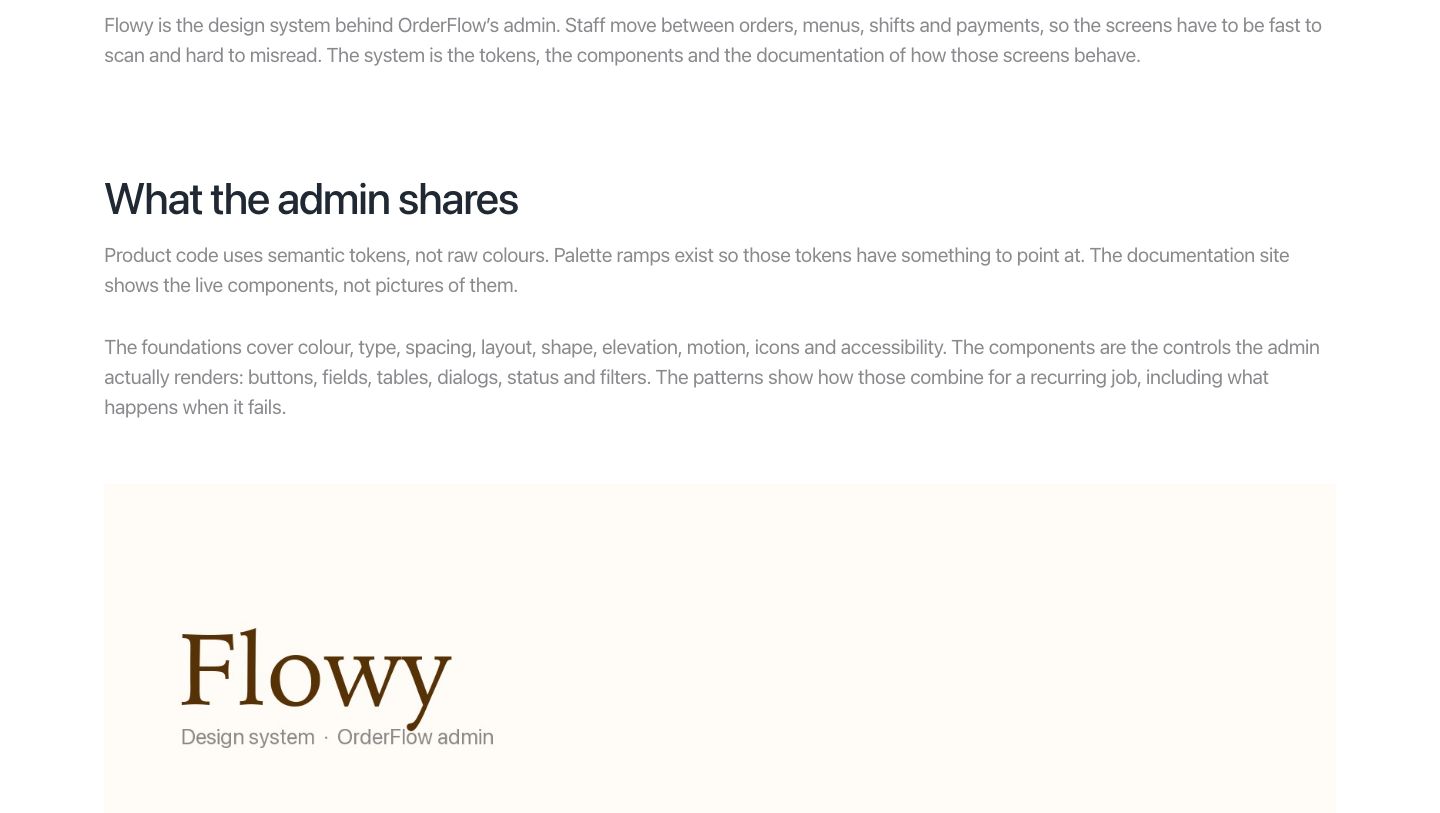 Flowy is the design system behind OrderFlow’s admin. Staff move between orders, menus, shifts and payments, so the screens have to be fast to
scan and hard to misread. The system is the tokens, the components and the documentation of how those screens behave.
What the admin shares
Product code uses semantic tokens, not raw colours. Palette ramps exist so those tokens have something to point at. The documentation site
shows the live components, not pictures of them.
The foundations cover colour, type, spacing, layout, shape, elevation, motion, icons and accessibility. The components are the controls the admin
actually renders: buttons, fields, tables, dialogs, status and filters. The patterns show how those combine for a recurring job, including what
happens when it fails.
Flowy
Design system · OrderFlow admin